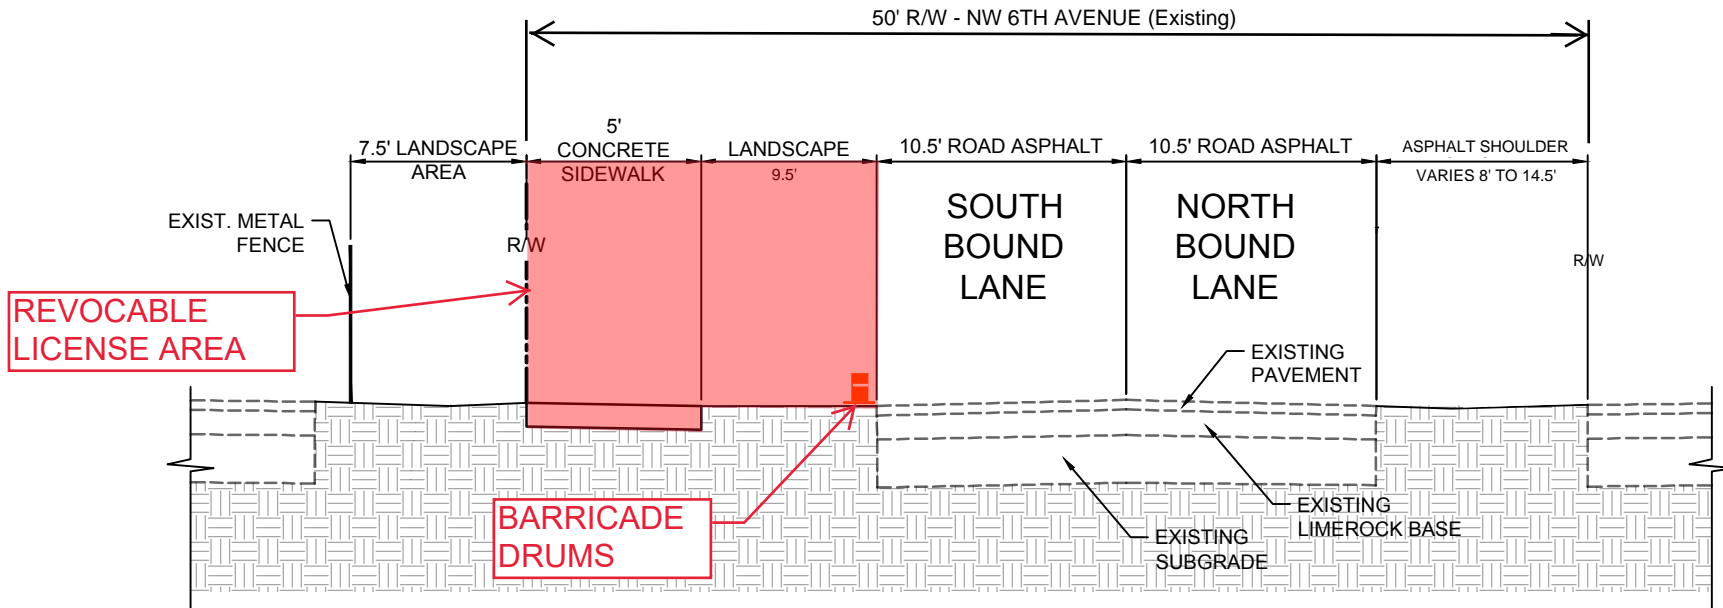 50' R/W - NW 6TH AVENUE (Existing)
7.5' LANDSCAPE
AREA
5'
CONCRETE
SIDEWALK
LANDSCAPE
9.5'
10.5' ROAD ASPHALT
10.5' ROAD ASPHALT
ASPHALT SHOULDER
VARIES 8' TO 14.5'
EXIST. METAL
FENCE
R/W
SOUTH
BOUND
LANE
NORTH
BOUND
LANE
R/W
REVOCABLE
LICENSE AREA
EXISTING
PAVEMENT
BARRICADE
DRUMS
EXISTING
LIMEROCK BASE
EXISTING
SUBGRADE